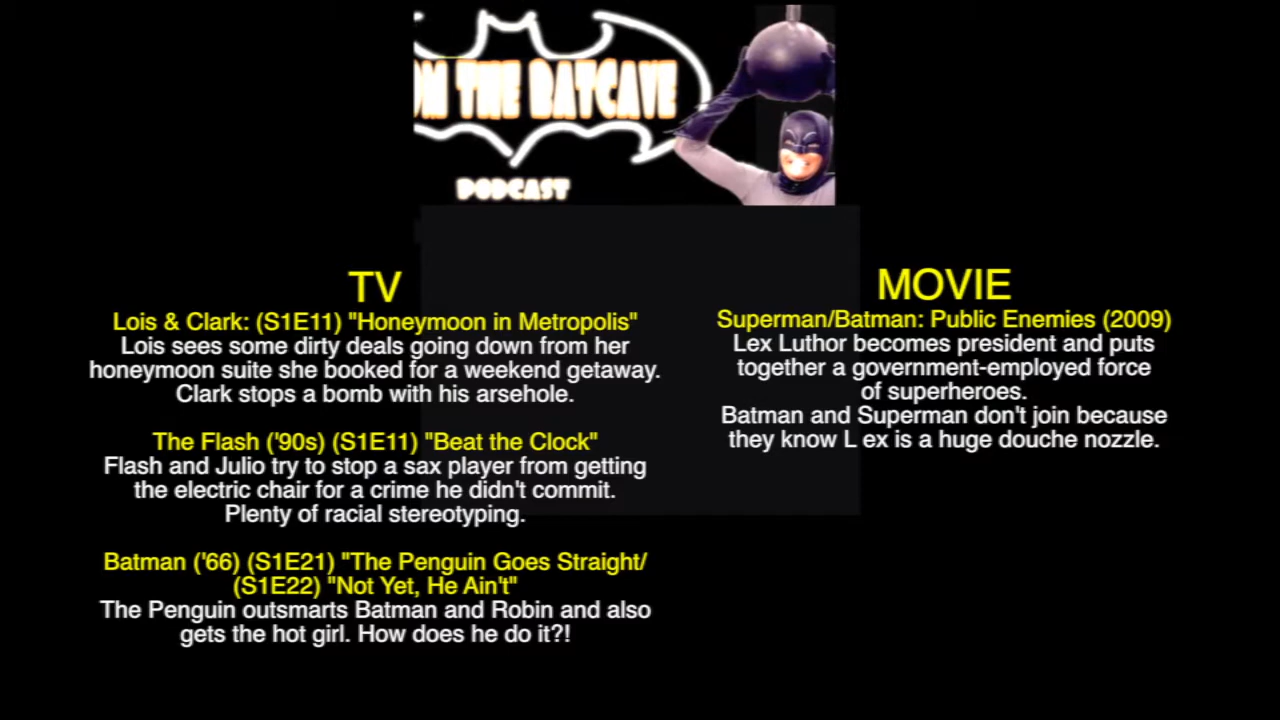 THE BATCAVE
PODCAST
TV
Lois & Clark: (S1E11) "Honeymoon in Metropolis"
Lois sees some dirty deals going down from her
honeymoon suite she booked for a weekend getaway.
Clark stops a bomb with his arsehole.
The Flash ('90s) (S1E11) "Beat the Clock"
Flash and Julio try to stop a sax player from getting
the electric chair for a crime he didn't commit.
Plenty of racial stereotyping.
Batman ('66) (S1E21) "The Penguin Goes Straight/
(S1E22) "Not Yet, He Ain't"
The Penguin outsmarts Batman and Robin and also
gets the hot girl. How does he do it?!
MOVIE
Superman/Batman: Public Enemies (2009)
Lex Luthor becomes president and puts
together a government-employed force
of superheroes.
Batman and Superman don't join because
they know L ex is a huge douche nozzle.